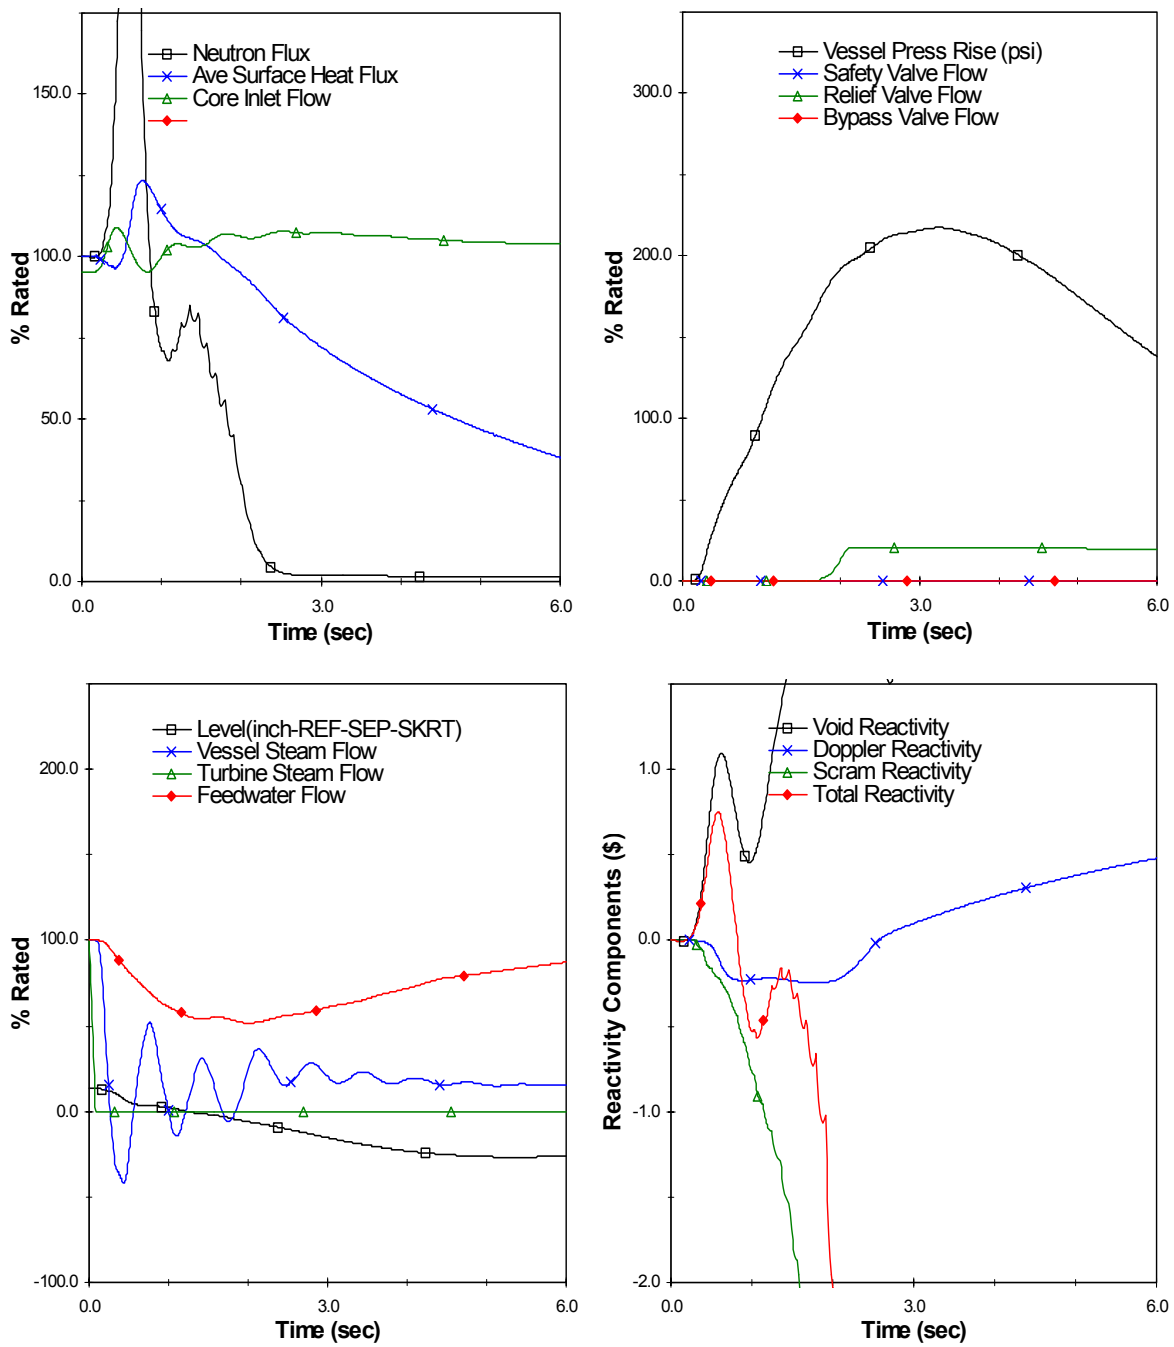 Neutron Flux
Ave Surface Heat Flux
Core Inlet Flow
150.0
100.0
50.0
0.0
% Rated
0.0
3.0
6.0
Time (sec)
Vessel Press Rise (psi)
Safety Valve Flow
Relief Valve Flow
Bypass Valve Flow
300.0
200.0
100.0
0.0
% Rated
0.0
3.0
6.0
Time (sec)
Level(inch-REF-SEP-SKRT)
Vessel Steam Flow
Turbine Steam Flow
Feedwater Flow
200.0
100.0
0.0
-100.0
% Rated
0.0
3.0
6.0
Time (sec)
Void Reactivity
Doppler Reactivity
Scram Reactivity
Total Reactivity
1.0
0.0
-1.0
-2.0
Reactivity Components ($)
0.0
3.0
6.0
Time (sec)